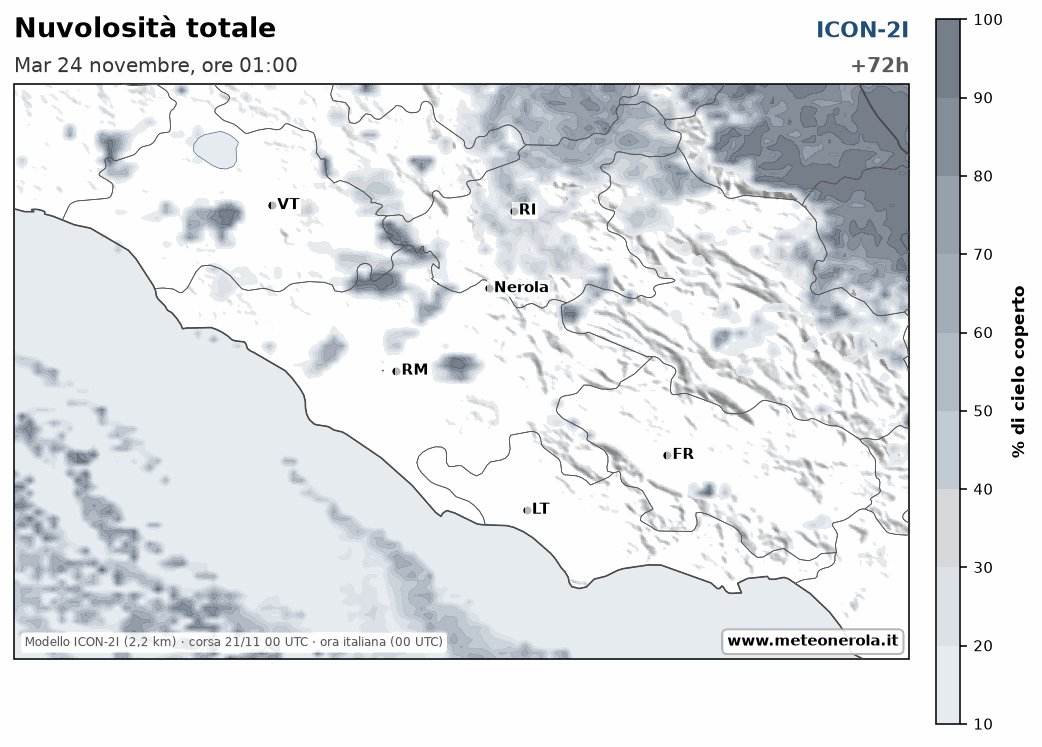 Nuvolosità totale
ICON-2I
Mar 24 novembre, ore 01:00
+72h
100
90
80
70
60
50
40
30
20
10
% di cielo coperto
VT
RI
Nerola
RM
FR
LT
Modello ICON-2I (2,2 km) · corsa 21/11 00 UTC · ora italiana (00 UTC)
www.meteonerola.it